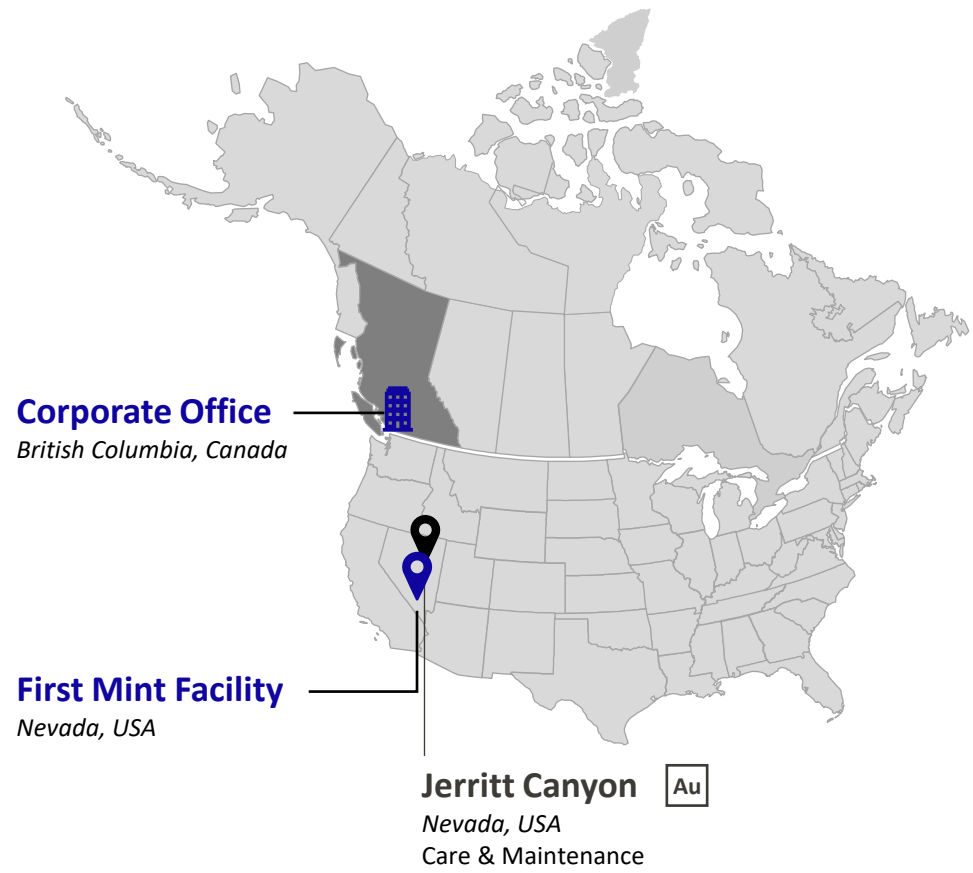 Corporate Office
British Columbia, Canada
First Mint Facility
Nevada, USA
Jerritt Canyon Au
Nevada, USA
Care & Maintenance